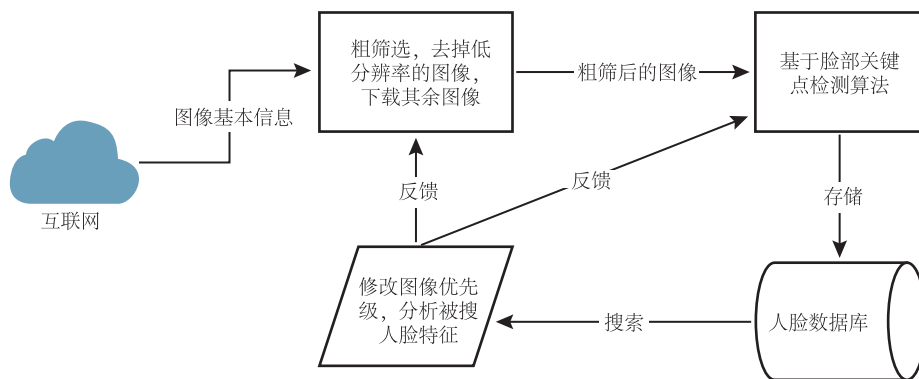 粗筛选，去掉低
分辨率的图像，
下载其余图像
粗筛后的图像
基于脸部关键
点检测算法
图像基本信息
互联网
反馈
反馈
存储
修改图像优先
级，分析被搜
人脸特征
搜索
人脸数据库